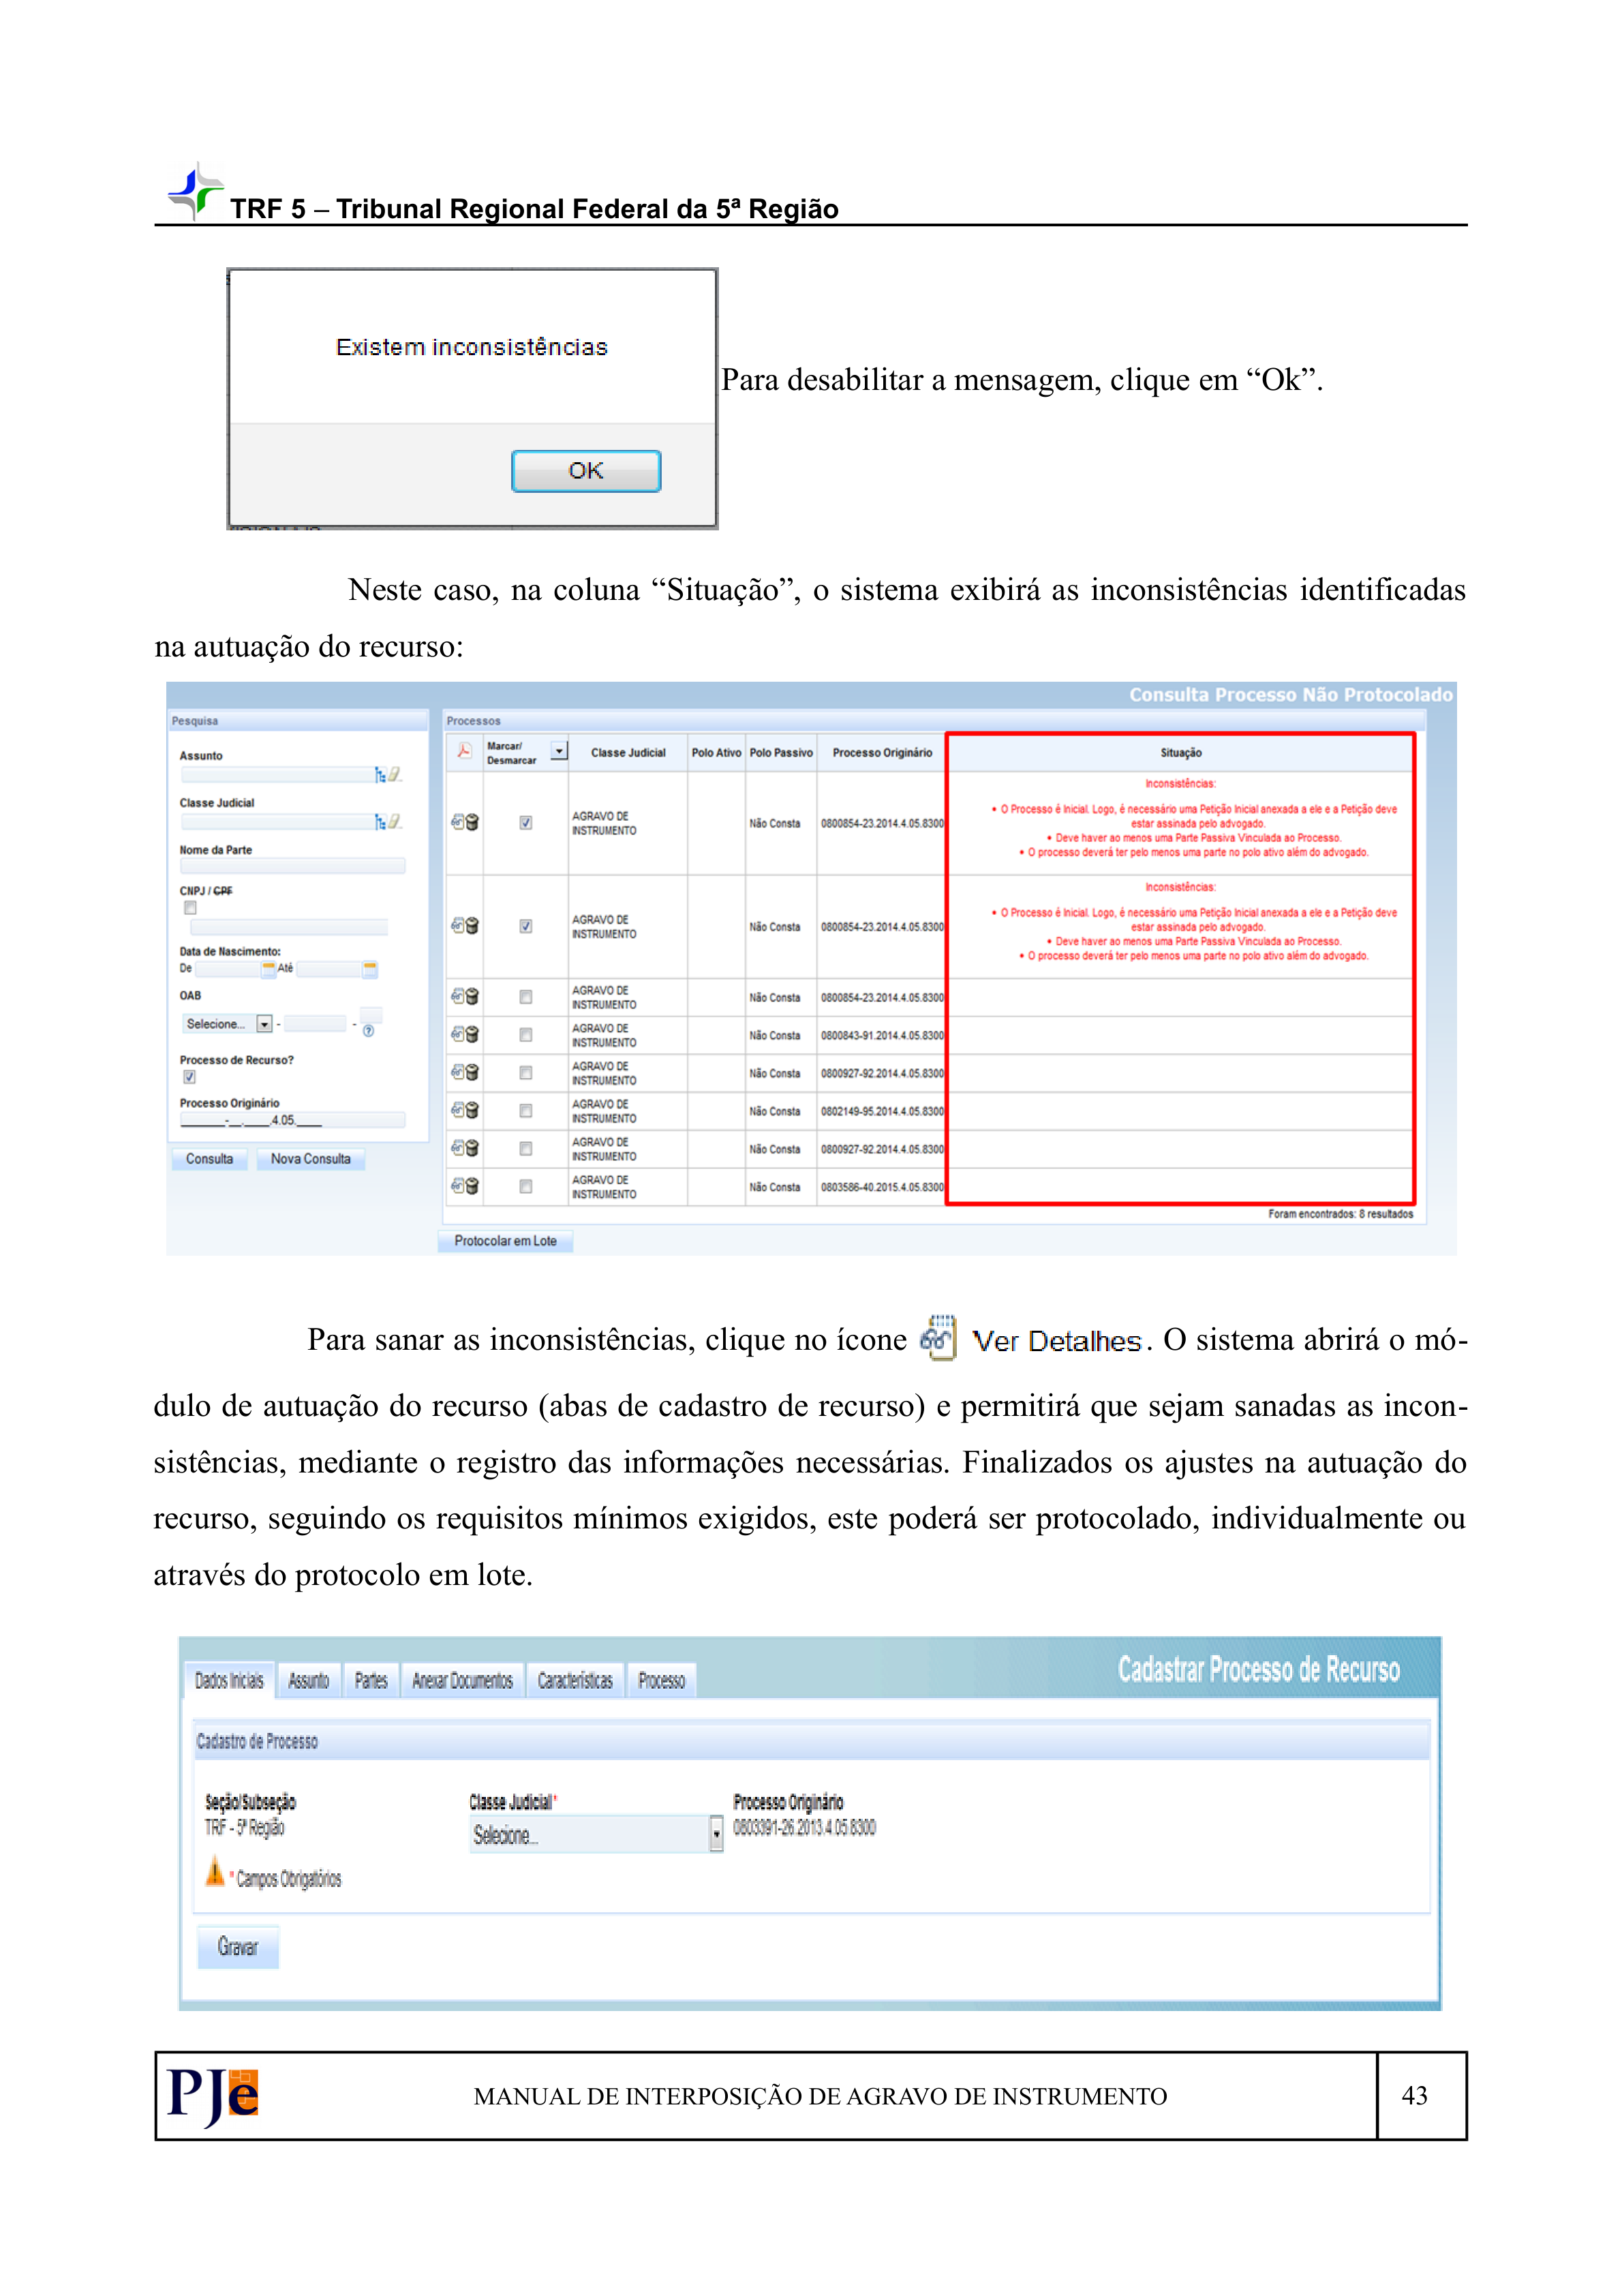 TRF 5 – Tribunal Regional Federal da 5ª Região
Existem inconsistências
OK
Para desabilitar a mensagem, clique em “Ok”.
Neste caso, na coluna “Situação”, o sistema exibirá as inconsistências identificadas
na autuação do recurso:
Consulta Processo Não Protocolado
Pesquisa
Assunto
Classe Judicial
Nome da Parte
CNPJ / CPF
Data de Nascimento:
De Até
OAB
Selecione... - -
Processo de Recurso?
Processo Originário
_______-__.____.4.05.____
Consulta Nova Consulta
Processos
Marcar/ Desmarcar Classe Judicial Polo Ativo Polo Passivo Processo Originário Situação
AGRAVO DE INSTRUMENTO Não Consta 0800854-23.2014.4.05.8300
Inconsistências:
• O Processo é Inicial. Logo, é necessário uma Petição Inicial anexada a ele e a Petição deve
estar assinada pelo advogado.
• Deve haver ao menos uma Parte Passiva Vinculada ao Processo.
• O processo deverá ter pelo menos uma parte no polo ativo além do advogado.
AGRAVO DE INSTRUMENTO Não Consta 0800854-23.2014.4.05.8300
Inconsistências:
• O Processo é Inicial. Logo, é necessário uma Petição Inicial anexada a ele e a Petição deve
estar assinada pelo advogado.
• Deve haver ao menos uma Parte Passiva Vinculada ao Processo.
• O processo deverá ter pelo menos uma parte no polo ativo além do advogado.
AGRAVO DE INSTRUMENTO Não Consta 0800854-23.2014.4.05.8300
AGRAVO DE INSTRUMENTO Não Consta 0800843-91.2014.4.05.8300
AGRAVO DE INSTRUMENTO Não Consta 0800927-92.2014.4.05.8300
AGRAVO DE INSTRUMENTO Não Consta 0802149-95.2014.4.05.8300
AGRAVO DE INSTRUMENTO Não Consta 0800927-92.2014.4.05.8300
AGRAVO DE INSTRUMENTO Não Consta 0803586-40.2015.4.05.8300
Foram encontrados: 8 resultados
Protocolar em Lote
Para sanar as inconsistências, clique no ícone Ver Detalhes. O sistema abrirá o mó-
dulo de autuação do recurso (abas de cadastro de recurso) e permitirá que sejam sanadas as incon-
sistências, mediante o registro das informações necessárias. Finalizados os ajustes na autuação do
recurso, seguindo os requisitos mínimos exigidos, este poderá ser protocolado, individualmente ou
através do protocolo em lote.
Cadastrar Processo de Recurso
Dados Iniciais Assunto Partes Anexar Documentos Características Processo
Cadastro de Processo
Seção/Subseção Classe Judicial* Processo Originário
TRF - 5ª Região Selecione... 0803391-26.2013.4.05.8300
* Campos Obrigatórios
Gravar
PJe
MANUAL DE INTERPOSIÇÃO DE AGRAVO DE INSTRUMENTO
43